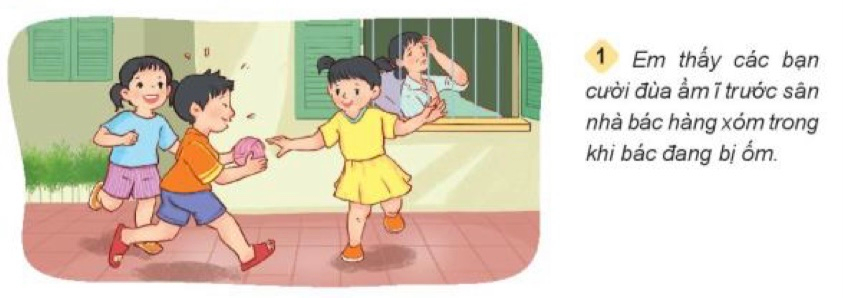 1 Em thấy các bạn
cười đùa ầm ĩ trước sân
nhà bác hàng xóm trong
khi bác đang bị ốm.